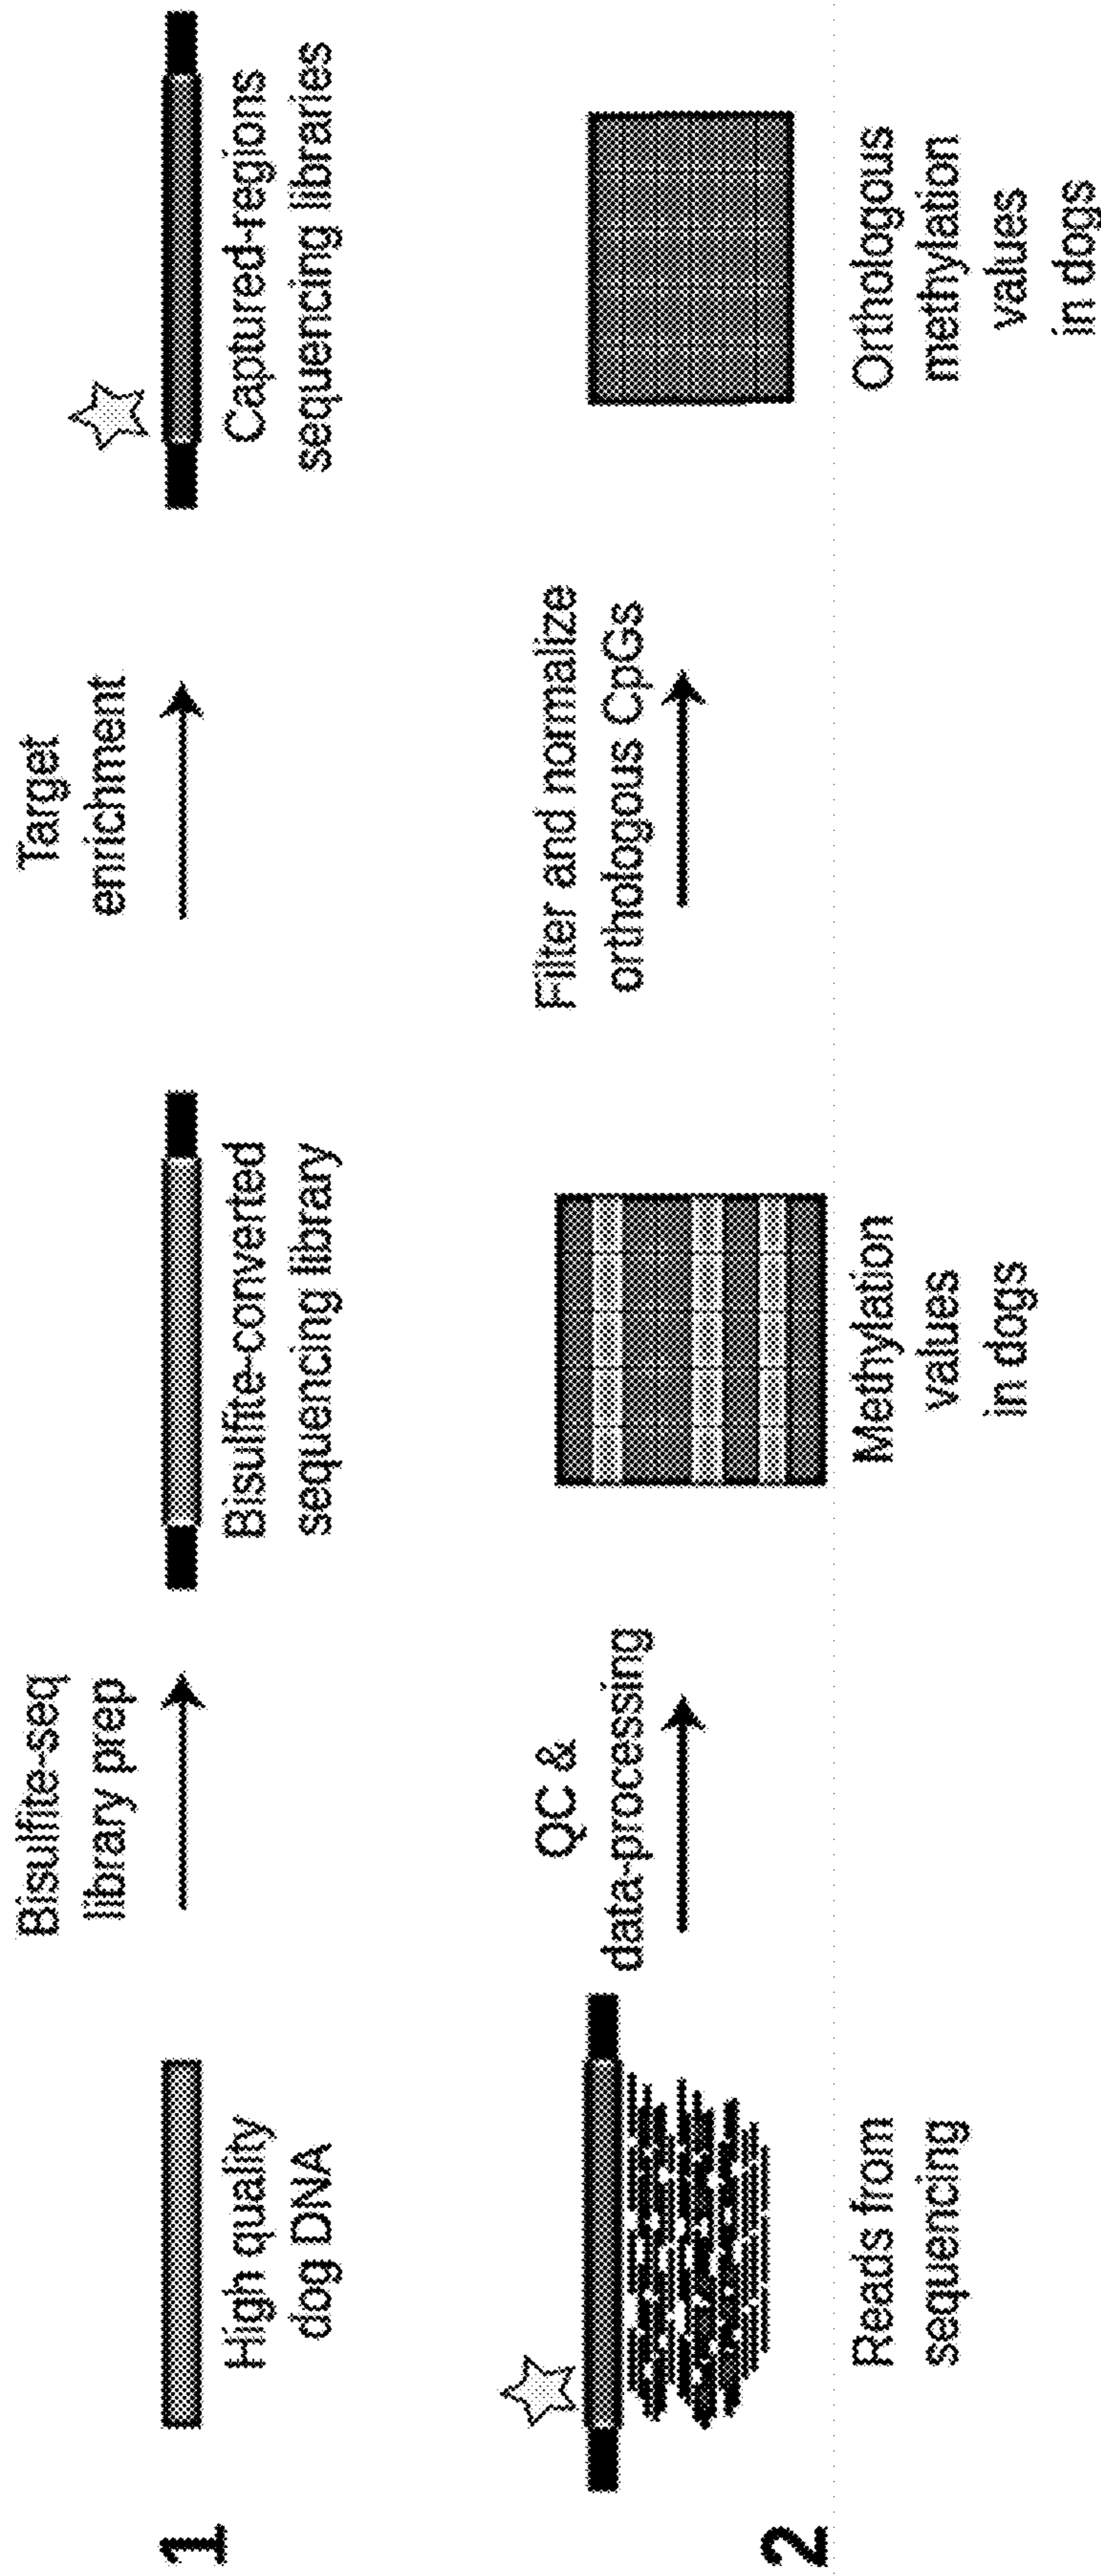 1
Bisulfite-seq
library prep
Target
enrichment
High quality
dog DNA
Bisulfite-converted
sequencing library
Captured-regions
sequencing libraries
2
QC &
data-processing
Filter and normalize
orthologous CpGs
Reads from
sequencing
Methylation
values
in dogs
Orthologous
methylation
values
in dogs